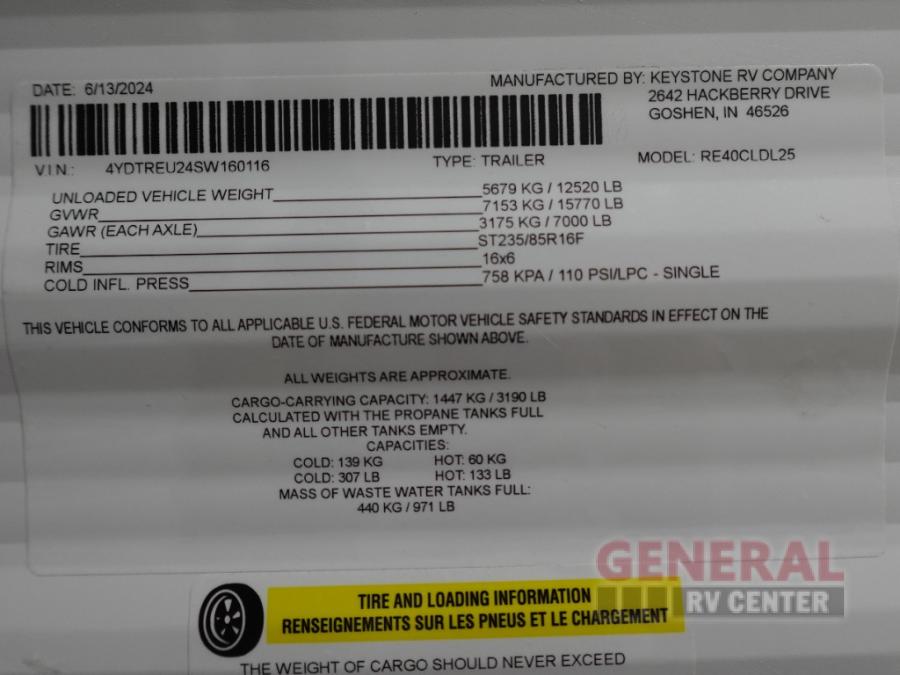 DATE: 6/13/2024
MANUFACTURED BY: KEYSTONE RV COMPANY
2642 HACKBERRY DRIVE
GOSHEN, IN 46526
VIN: 4YDTREU24SW160116 TYPE: TRAILER MODEL: RE40CLDL25
UNLOADED VEHICLE WEIGHT 5679 KG / 12520 LB
GVWR 7153 KG / 15770 LB
GAWR (EACH AXLE) 3175 KG / 7000 LB
TIRE ST235/85R16F
RIMS 16x6
COLD INFL. PRESS 758 KPA / 110 PSI/LPC - SINGLE
THIS VEHICLE CONFORMS TO ALL APPLICABLE U.S. FEDERAL MOTOR VEHICLE SAFETY STANDARDS IN EFFECT ON THE
DATE OF MANUFACTURE SHOWN ABOVE.
ALL WEIGHTS ARE APPROXIMATE.
CARGO-CARRYING CAPACITY: 1447 KG / 3190 LB
CALCULATED WITH THE PROPANE TANKS FULL
AND ALL OTHER TANKS EMPTY.
CAPACITIES:
COLD: 139 KG HOT: 60 KG
COLD: 307 LB HOT: 133 LB
MASS OF WASTE WATER TANKS FULL:
440 KG / 971 LB
GENERAL
RV CENTER
TIRE AND LOADING INFORMATION
RENSEIGNEMENTS SUR LES PNEUS ET LE CHARGEMENT
THE WEIGHT OF CARGO SHOULD NEVER EXCEED